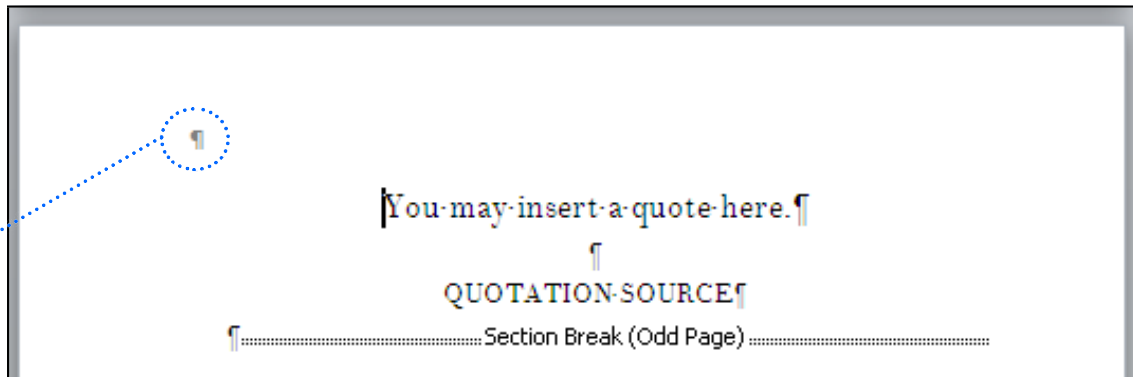 ¶
You·may·insert·a·quote·here.¶
¶
QUOTATION·SOURCE¶
¶Section Break (Odd Page)